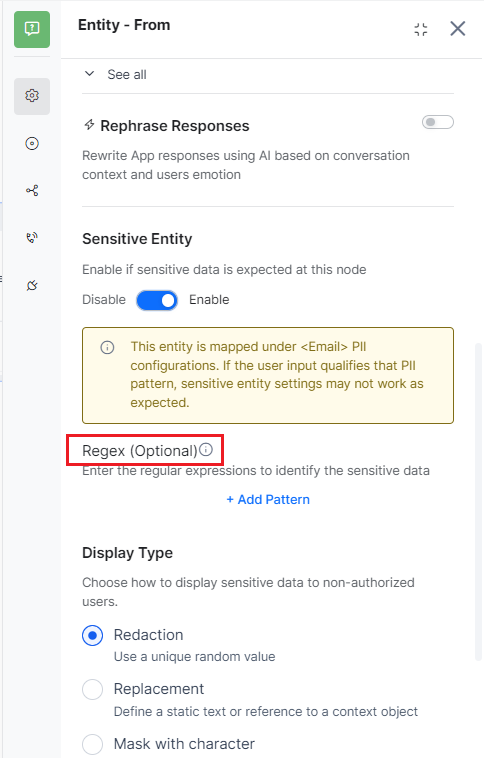 Entity - From
See all
Rephrase Responses
Rewrite App responses using AI based on conversation
context and users emotion
Sensitive Entity
Enable if sensitive data is expected at this node
Disable Enable
This entity is mapped under <Email> PII
configurations. If the user input qualifies that PII
pattern, sensitive entity settings may not work as
expected.
Regex (Optional)
Enter the regular expressions to identify the sensitive data
+ Add Pattern
Display Type
Choose how to display sensitive data to non-authorized
users.
Redaction
Use a unique random value
Replacement
Define a static text or reference to a context object
Mask with character